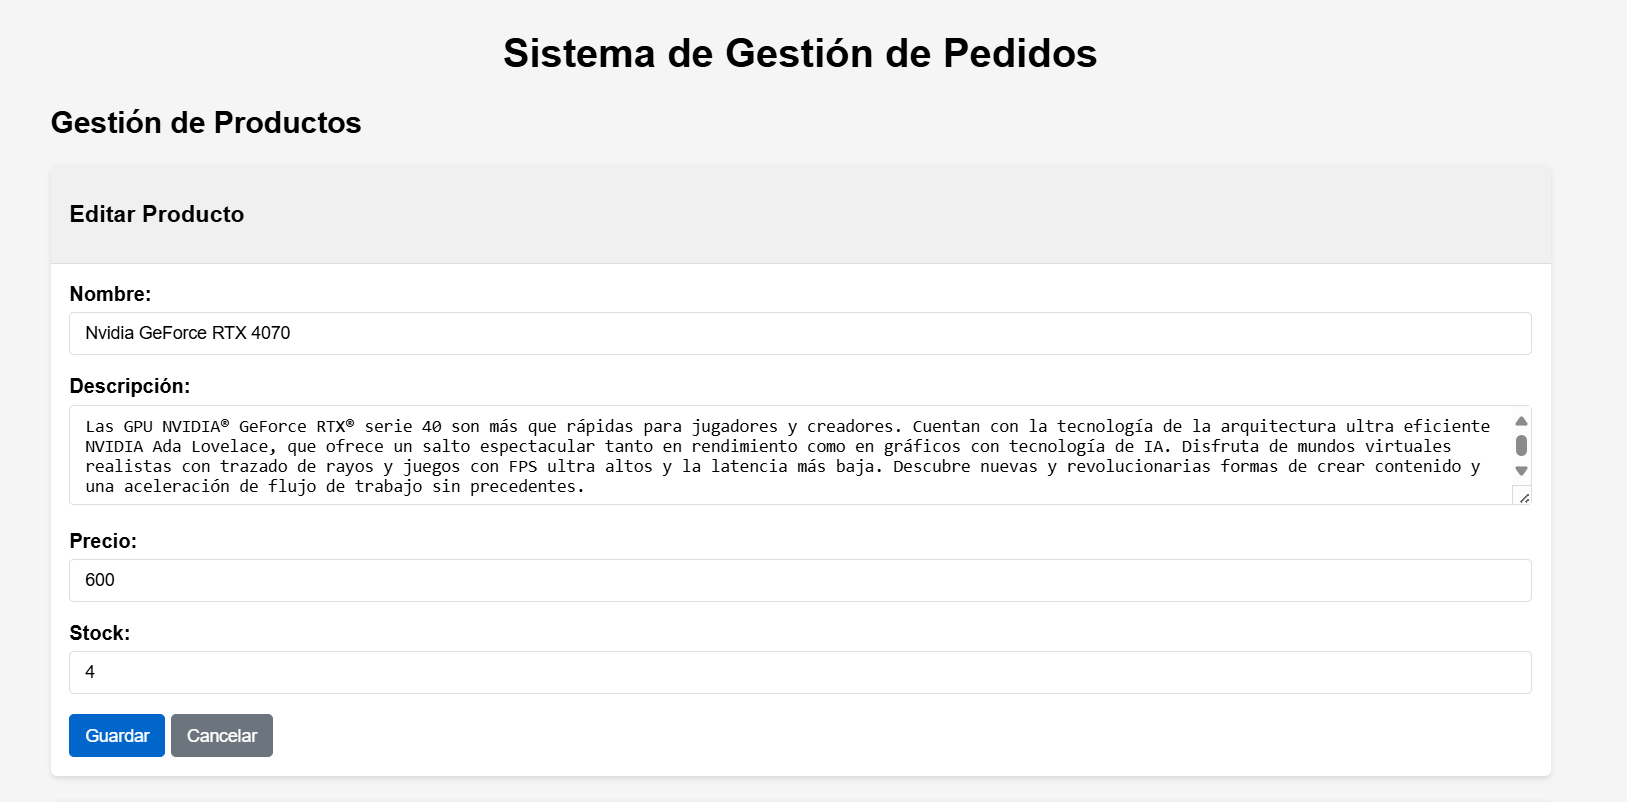 Sistema de Gestión de Pedidos
Gestión de Productos
Editar Producto
Nombre:
Nvidia GeForce RTX 4070
Descripción:
Las GPU NVIDIA® GeForce RTX® serie 40 son más que rápidas para jugadores y creadores. Cuentan con la tecnología de la arquitectura ultra eficiente
NVIDIA Ada Lovelace, que ofrece un salto espectacular tanto en rendimiento como en gráficos con tecnología de IA. Disfruta de mundos virtuales
realistas con trazado de rayos y juegos con FPS ultra altos y la latencia más baja. Descubre nuevas y revolucionarias formas de crear contenido y
una aceleración de flujo de trabajo sin precedentes.
Precio:
600
Stock:
4
Guardar Cancelar